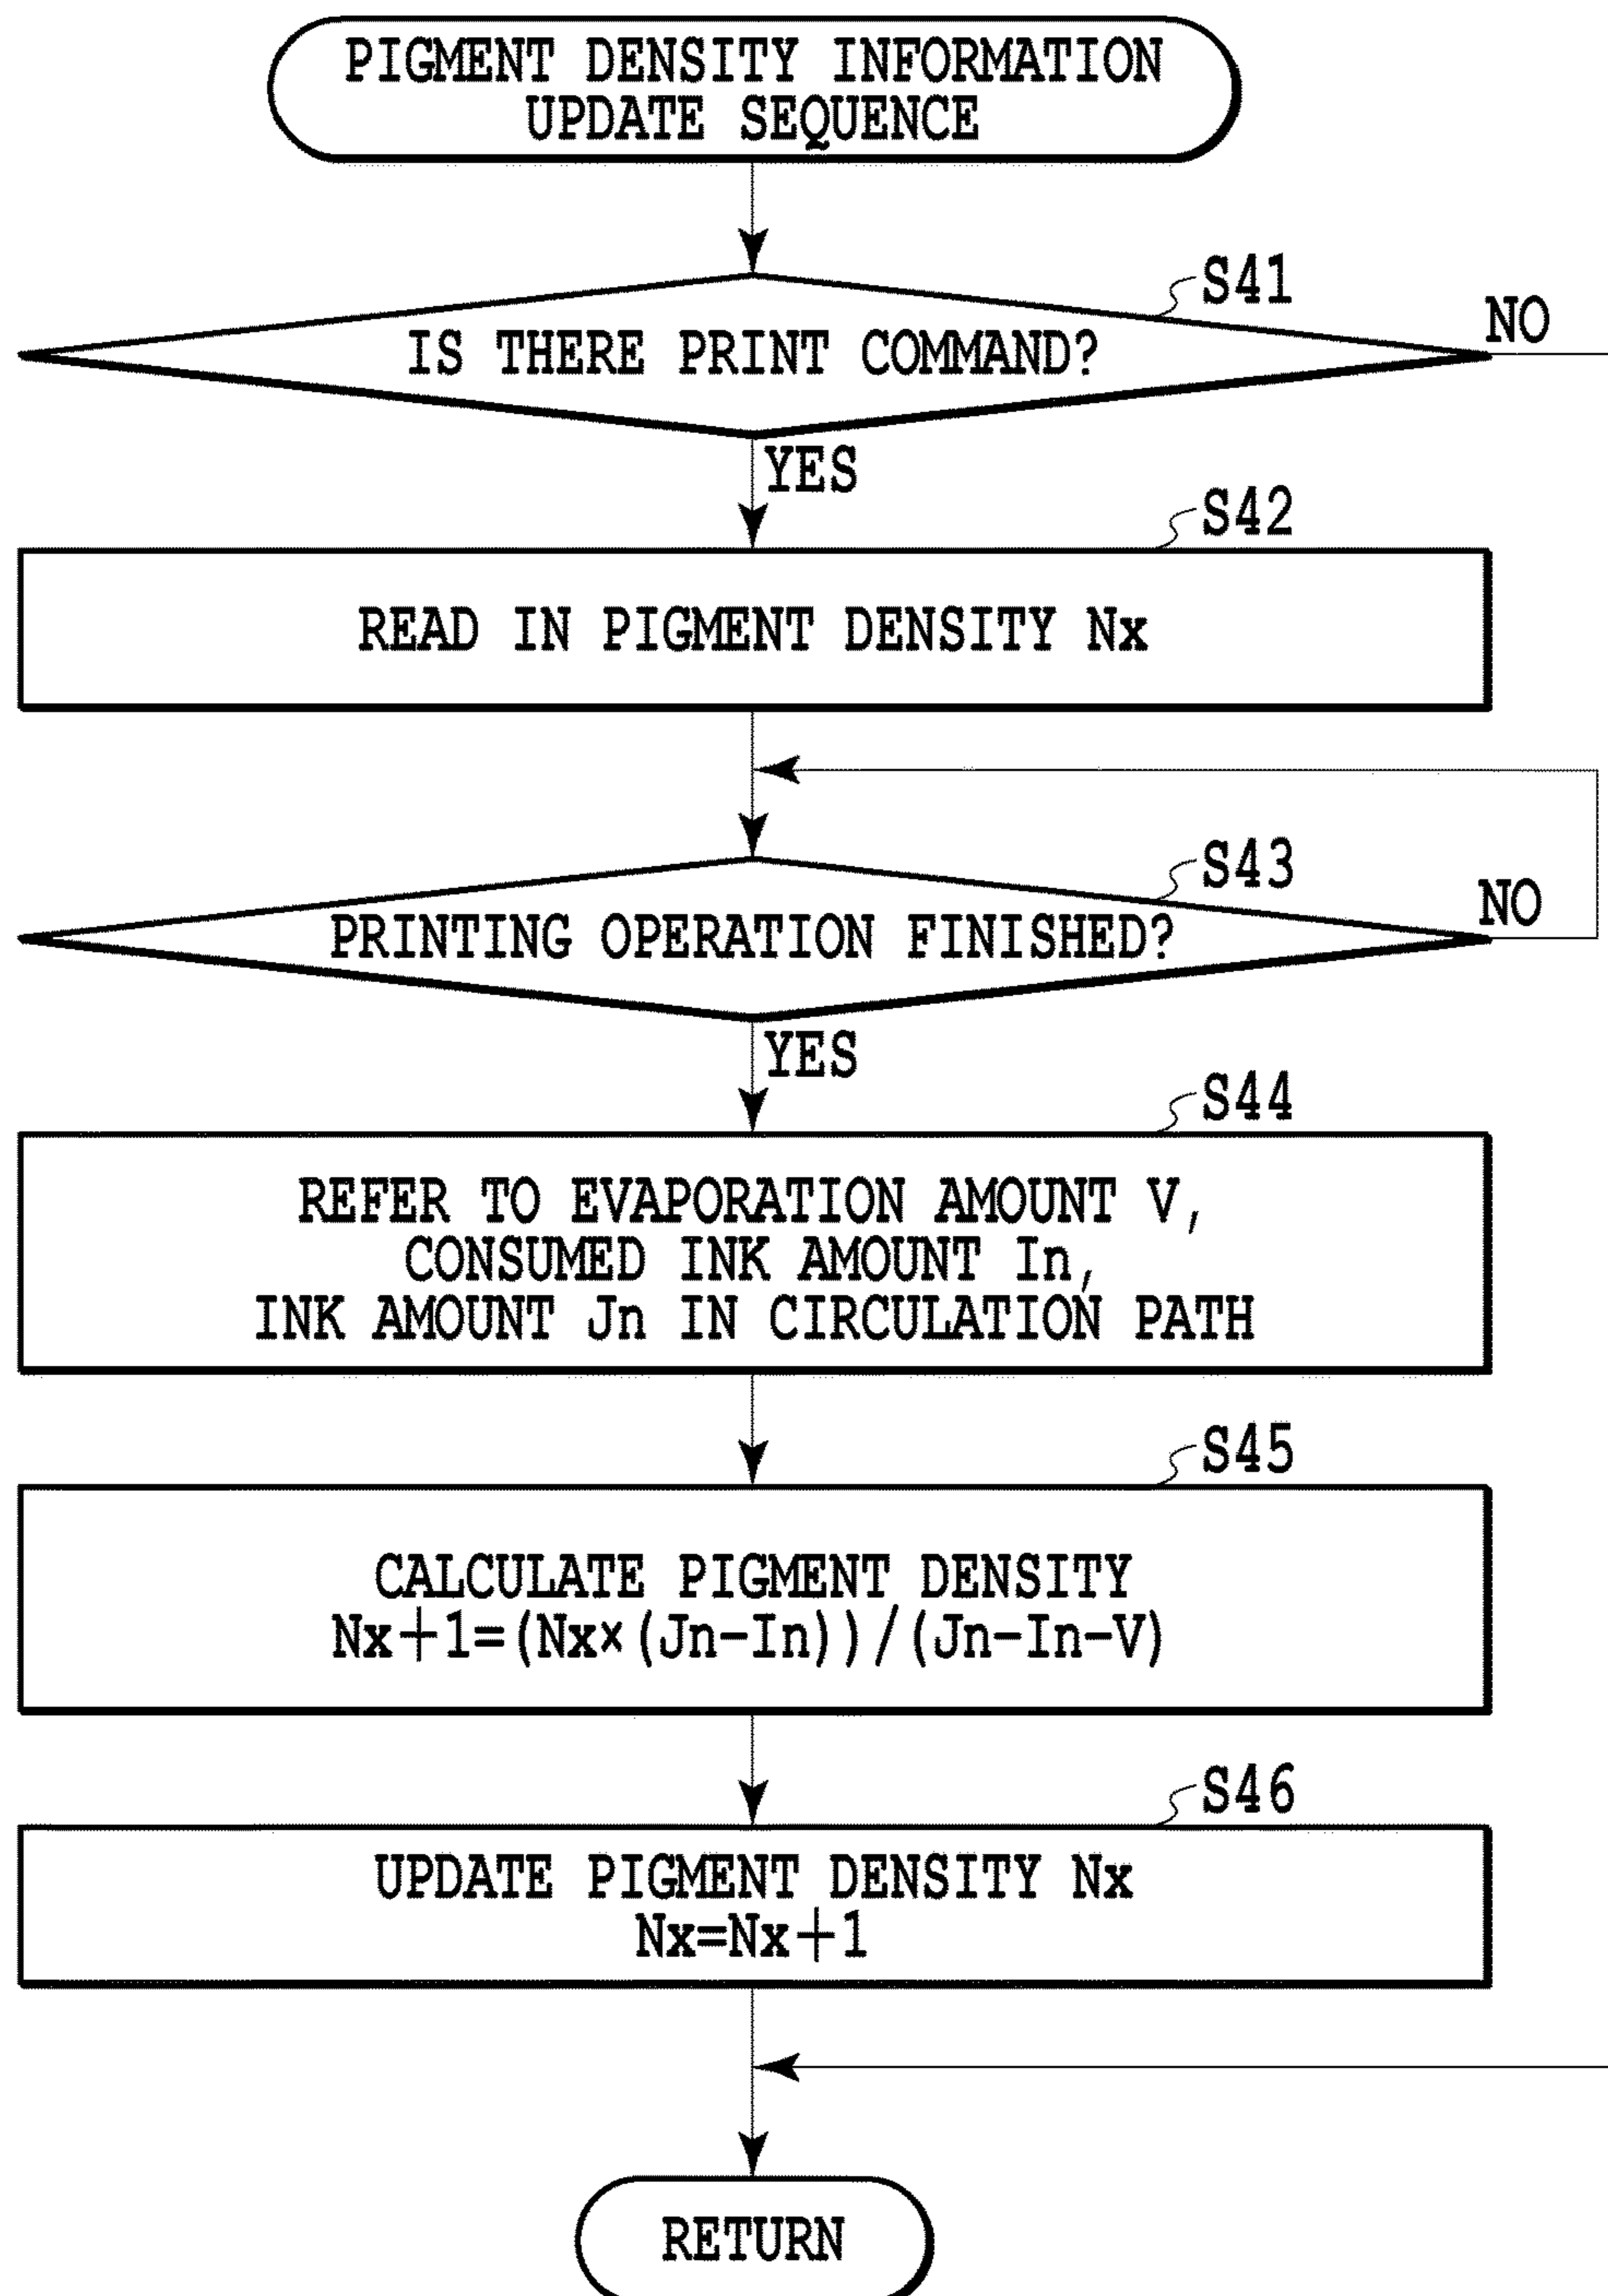 PIGMENT DENSITY INFORMATION
UPDATE SEQUENCE
S41
NO
IS THERE PRINT COMMAND?
YES
S42
READ IN PIGMENT DENSITY Nx
S43
NO
PRINTING OPERATION FINISHED?
YES
S44
REFER TO EVAPORATION AMOUNT V,
CONSUMED INK AMOUNT In,
INK AMOUNT Jn IN CIRCULATION PATH
S45
CALCULATE PIGMENT DENSITY
Nx+1=(Nx×(Jn-In))/(Jn-In-V)
S46
UPDATE PIGMENT DENSITY Nx
Nx=Nx+1
RETURN